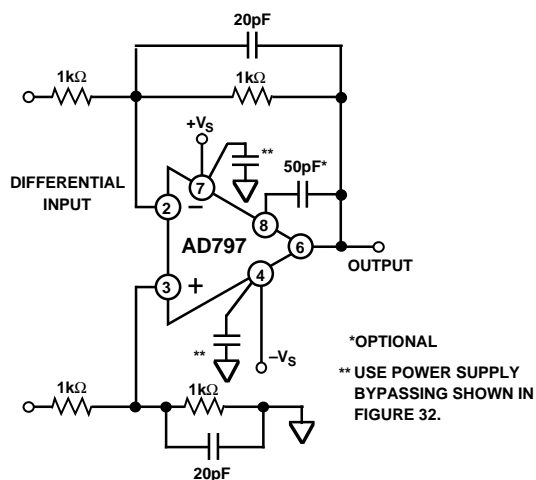 20pF
1kΩ
1kΩ
+VS
**
50pF*
DIFFERENTIAL
INPUT
2
−
7
8
AD797
6
OUTPUT
3
+
4
**
−VS
*OPTIONAL
** USE POWER SUPPLY
BYPASSING SHOWN IN
FIGURE 32.
1kΩ
1kΩ
20pF